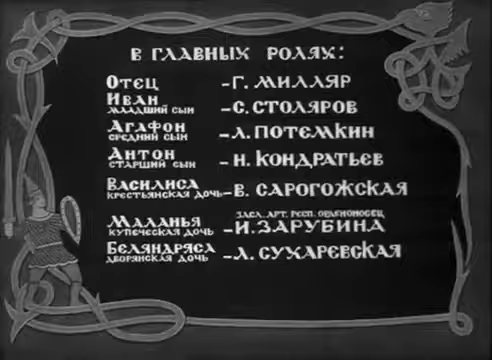 В ГЛАВНЫХ РОЛЯХ:
ОТЕЦ – Г. МИЛЛЯР
ИВАН – С. СТОЛЯРОВ
МЛАДШИЙ СЫН
АГАФОН – Л. ПОТЕМКИН
СРЕДНИЙ СЫН
АНТОН – Н. КОНДРАТЬЕВ
СТАРШИЙ СЫН
ВАСИЛИСА – В. САРОГОЖСКАЯ
КРЕСТЬЯНСКАЯ ДОЧЬ
ЗАСЛ. АРТ. РЕСП. ОРДЕНОНОСЕЦ
МАЛАНЬЯ – И. ЗАРУБИНА
КУПЕЧЕСКАЯ ДОЧЬ
БЕЛЯНДРЯСА – Л. СУХАРЕВСКАЯ
ДВОРЯНСКАЯ ДОЧЬ